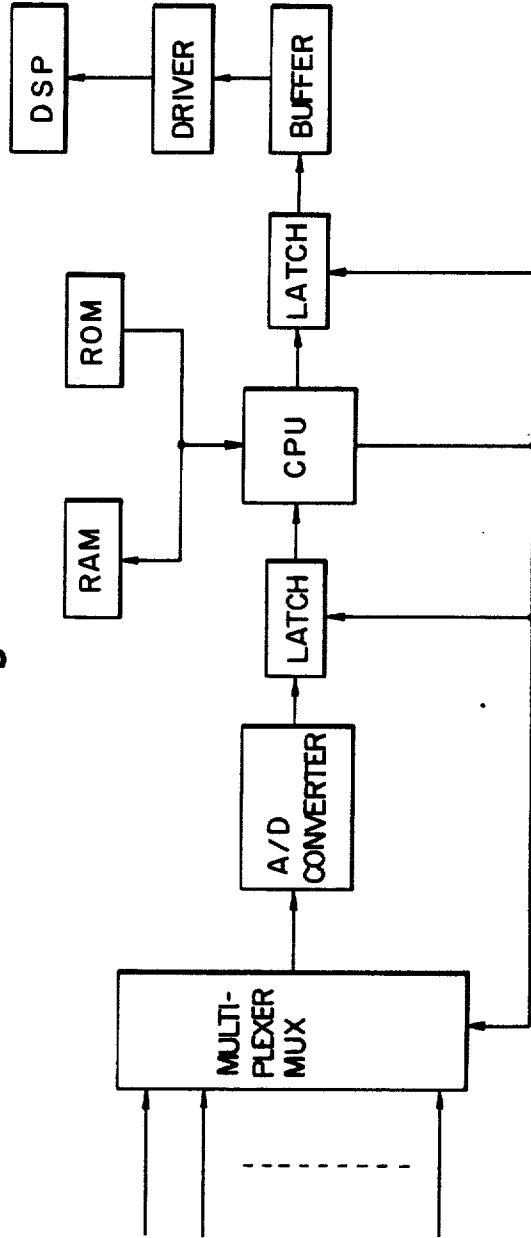 MULTI-
PLEXER
MUX
A/D
CONVERTER
LATCH
RAM
CPU
ROM
LATCH
BUFFER
DRIVER
DSP